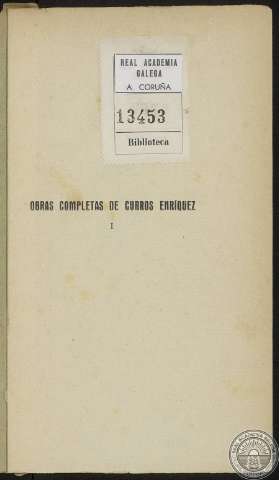 REAL ACADEMIA
GALEGA
A CORUÑA
13453
Biblioteca
OBRAS COMPLETAS DE CURROS ENRÍQUEZ
I